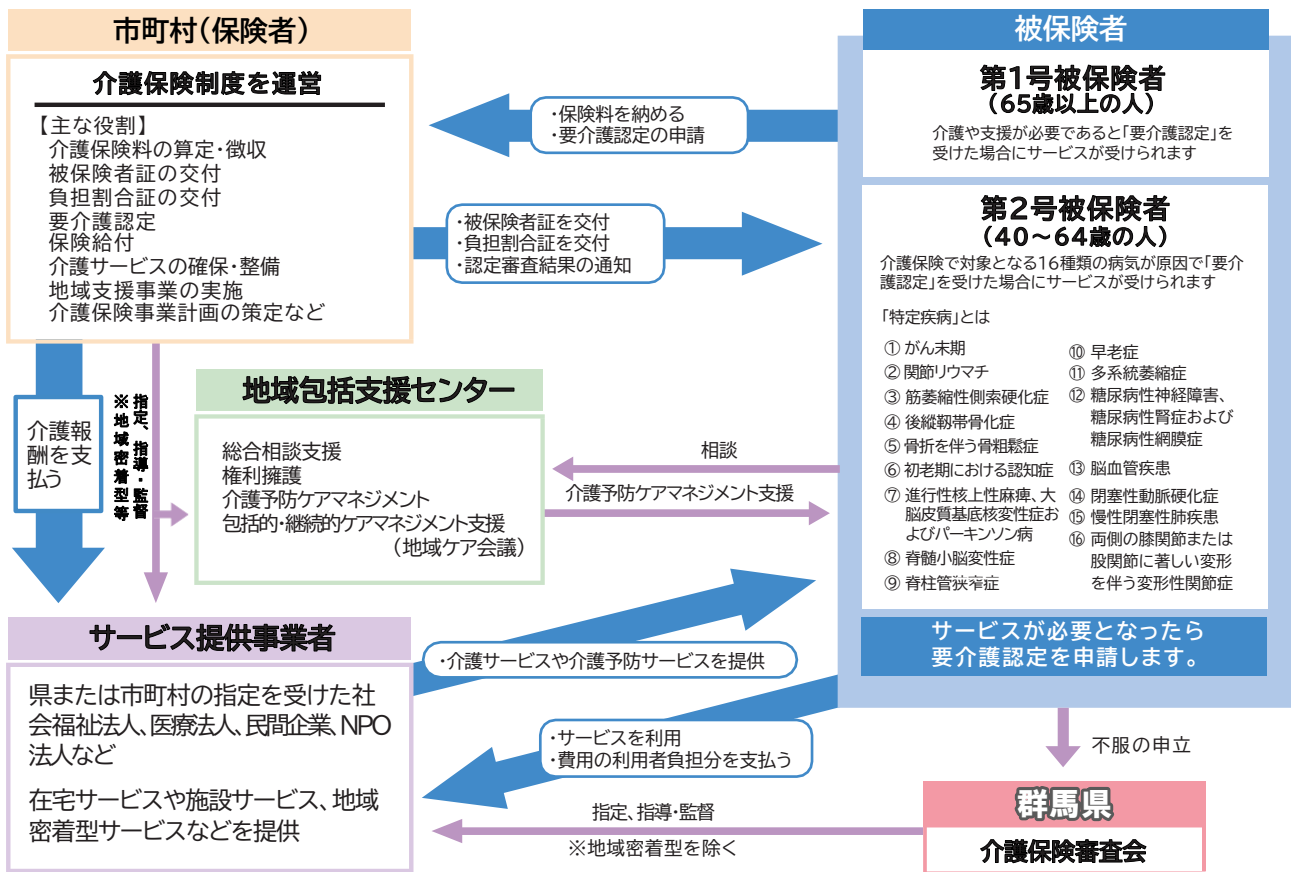 市町村(保険者)
介護保険制度を運営
【主な役割】
介護保険料の算定・徴収
被保険者証の交付
負担割合証の交付
要介護認定
保険給付
介護サービスの確保・整備
地域支援事業の実施
介護保険事業計画の策定など
・保険料を納める
・要介護認定の申請
・被保険者証を交付
・負担割合証を交付
・認定審査結果の通知
被保険者
第1号被保険者
(65歳以上の人)
介護や支援が必要であると「要介護認定」を
受けた場合にサービスが受けられます
第2号被保険者
(40〜64歳の人)
介護保険で対象となる16種類の病気が原因で「要介
護認定」を受けた場合にサービスが受けられます
「特定疾病」とは
① がん末期
② 関節リウマチ
③ 筋萎縮性側索硬化症
④ 後縦靱帯骨化症
⑤ 骨折を伴う骨粗鬆症
⑥ 初老期における認知症
⑦ 進行性核上性麻痺、大
脳皮質基底核変性症お
よびパーキンソン病
⑧ 脊髄小脳変性症
⑨ 脊柱管狭窄症
⑩ 早老症
⑪ 多系統萎縮症
⑫ 糖尿病性神経障害、
糖尿病性腎症および
糖尿病性網膜症
⑬ 脳血管疾患
⑭ 閉塞性動脈硬化症
⑮ 慢性閉塞性肺疾患
⑯ 両側の膝関節または
股関節に著しい変形
を伴う変形性関節症
サービスが必要となったら
要介護認定を申請します。
介護報
酬を支
払う
指定、指導・監督
※地域密着型等
地域包括支援センター
総合相談支援
権利擁護
介護予防ケアマネジメント
包括的・継続的ケアマネジメント支援
(地域ケア会議)
相談
介護予防ケアマネジメント支援
サービス提供事業者
県または市町村の指定を受けた社
会福祉法人、医療法人、民間企業、NPO
法人など
在宅サービスや施設サービス、地域
密着型サービスなどを提供
・介護サービスや介護予防サービスを提供
・サービスを利用
・費用の利用者負担分を支払う
指定、指導・監督
※地域密着型を除く
不服の申立
群馬県
介護保険審査会